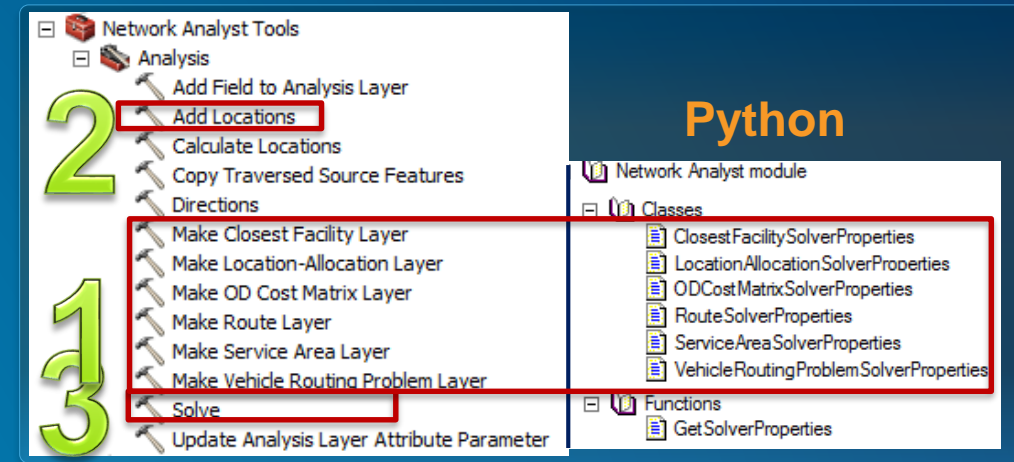 Network Analyst Tools
Analysis
Add Field to Analysis Layer
2
Add Locations
Calculate Locations
Copy Traversed Source Features
Directions
1
Make Closest Facility Layer
Make Location-Allocation Layer
Make OD Cost Matrix Layer
Make Route Layer
Make Service Area Layer
Make Vehicle Routing Problem Layer
3
Solve
Update Analysis Layer Attribute Parameter
Python
Network Analyst module
Classes
ClosestFacilitySolverProperties
LocationAllocationSolverProperties
ODCostMatrixSolverProperties
RouteSolverProperties
ServiceAreaSolverProperties
VehicleRoutingProblemSolverProperties
Functions
GetSolverProperties